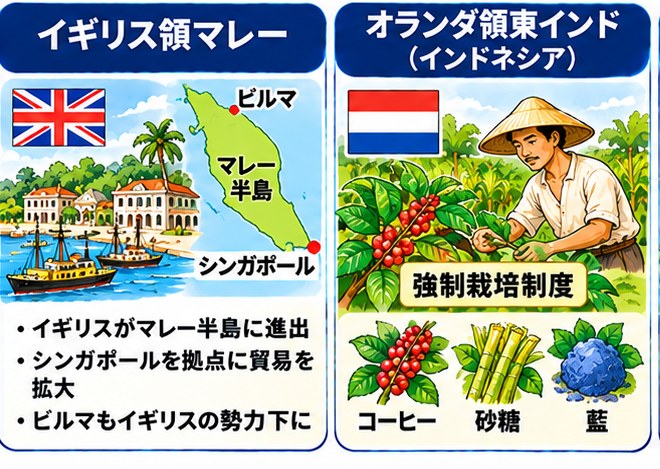 イギリス領マレー
ビルマ
マレー
半島
シンガポール
・イギリスがマレー半島に進出
・シンガポールを拠点に貿易を
拡大
・ビルマもイギリスの勢力下に
オランダ領東インド
（インドネシア）
強制栽培制度
コーヒー
砂糖
藍